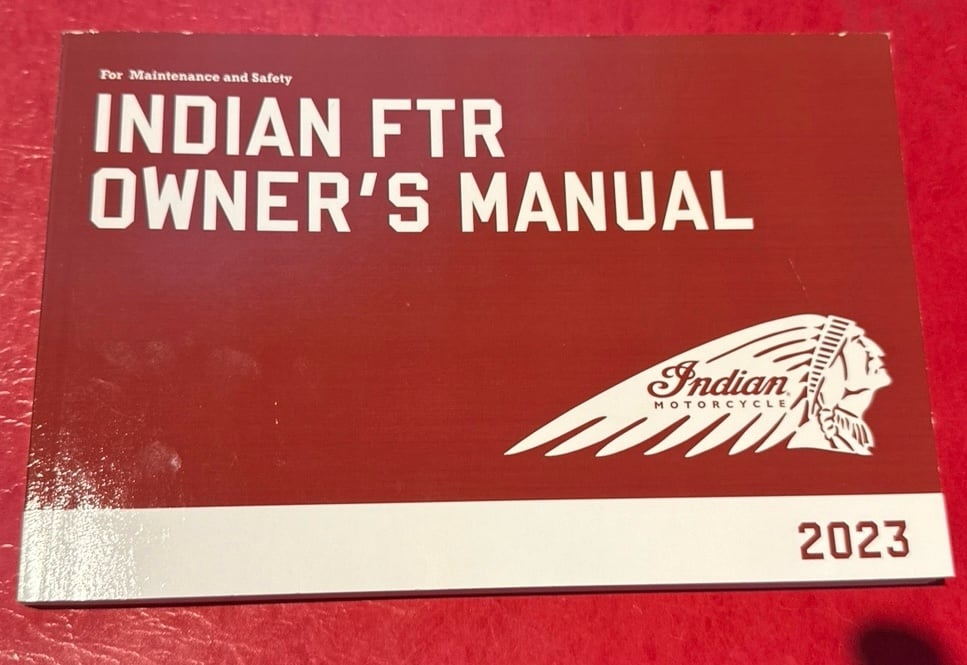 For Maintenance and Safety
INDIAN FTR
OWNER'S MANUAL
Indian
MOTORCYCLE
2023